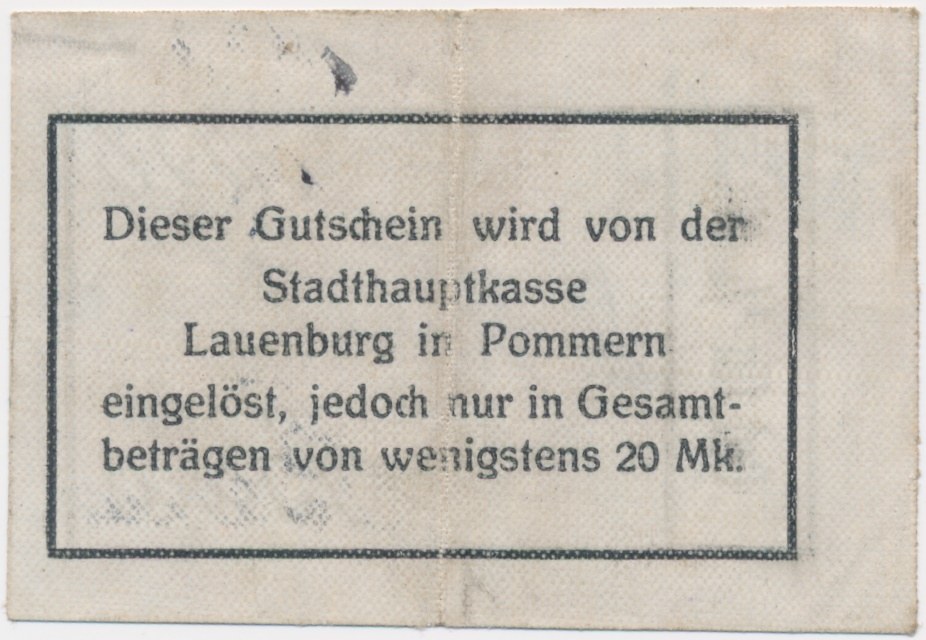 Dieser Gutschein wird von der
Stadthauptkasse
Lauenburg in Pommern
eingelöst, jedoch nur in Gesamt-
beträgen von wenigstens 20 Mk.